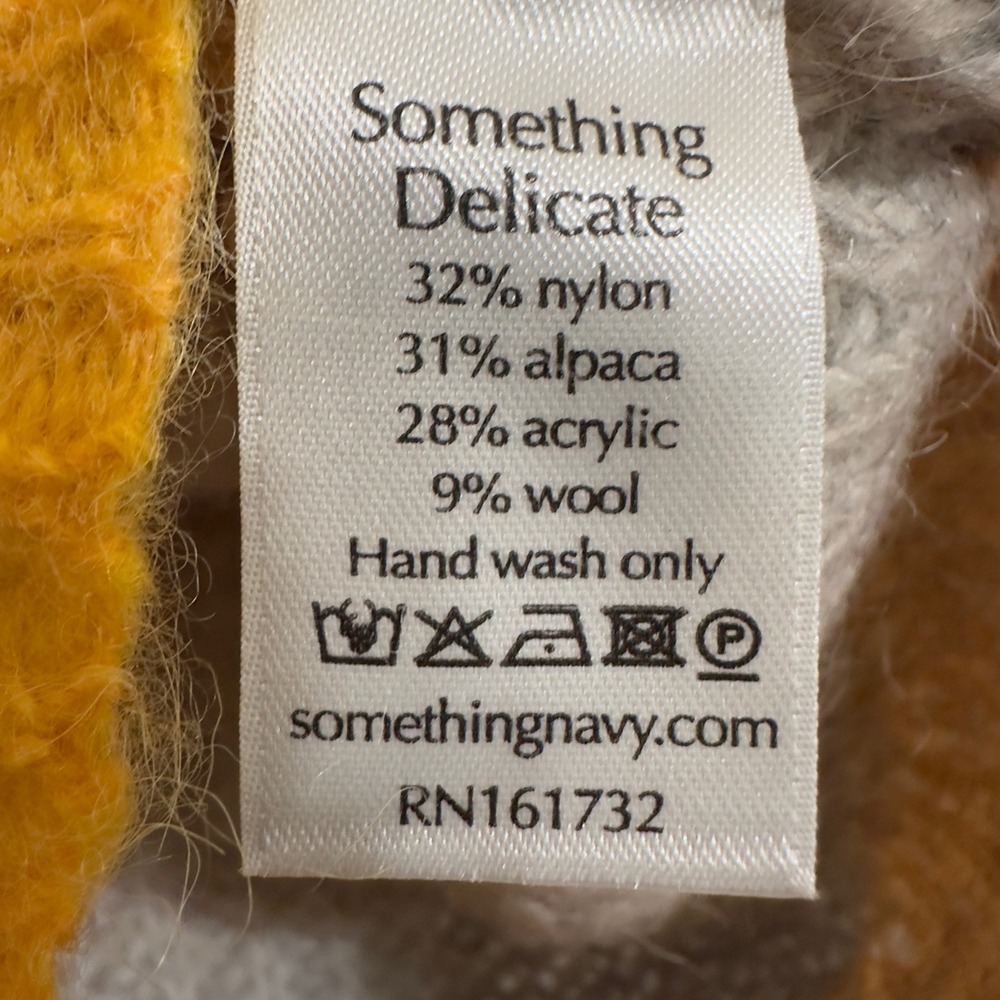 Something
Delicate
32% nylon
31% alpaca
28% acrylic
9% wool
Hand wash only
P
somethingnavy.com
RN161732